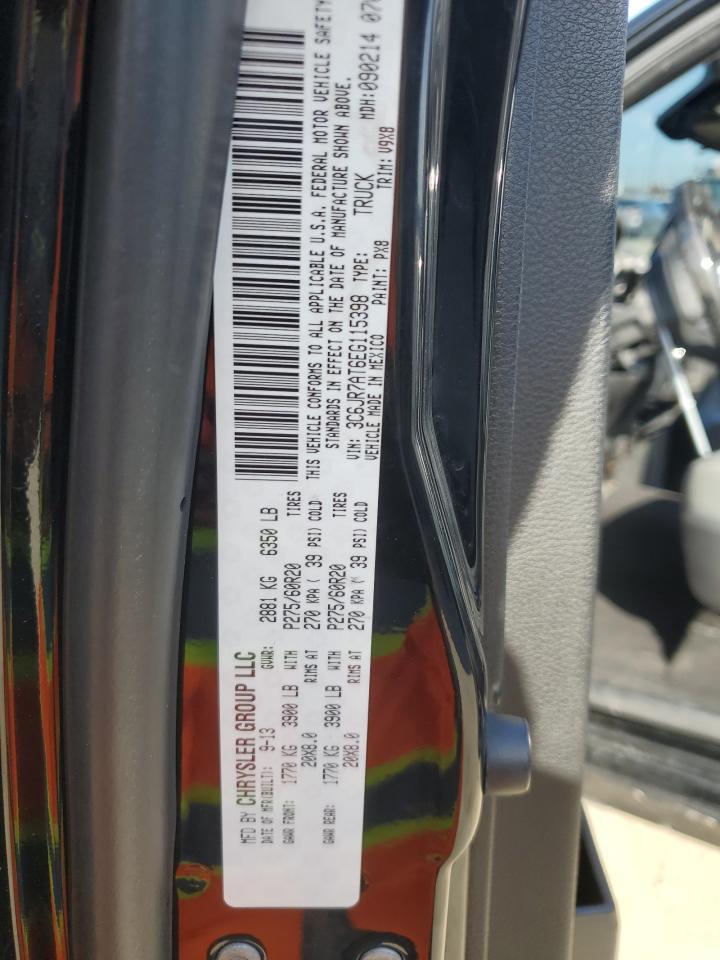 MFD BY CHRYSLER GROUP LLC
DATE OF MFR(BUILT): 9-13 GVWR: 2881 KG 6350 LB
GAWR FRONT: 1770 KG 3900 LB WITH P275/60R20 TIRES
20X8.0 RIMS AT 270 KPA ( 39 PSI) COLD
GAWR REAR: 1770 KG 3900 LB WITH P275/60R20 TIRES
20X8.0 RIMS AT 270 KPA ( 39 PSI) COLD
THIS VEHICLE CONFORMS TO ALL APPLICABLE U.S.A. FEDERAL MOTOR VEHICLE SAFETY
STANDARDS IN EFFECT ON THE DATE OF MANUFACTURE SHOWN ABOVE.
VIN: 3C6JR7AT6EG115398 TYPE: TRUCK MDH:090214 070
VEHICLE MADE IN MEXICO PAINT: PX8 TRIM: V9X8